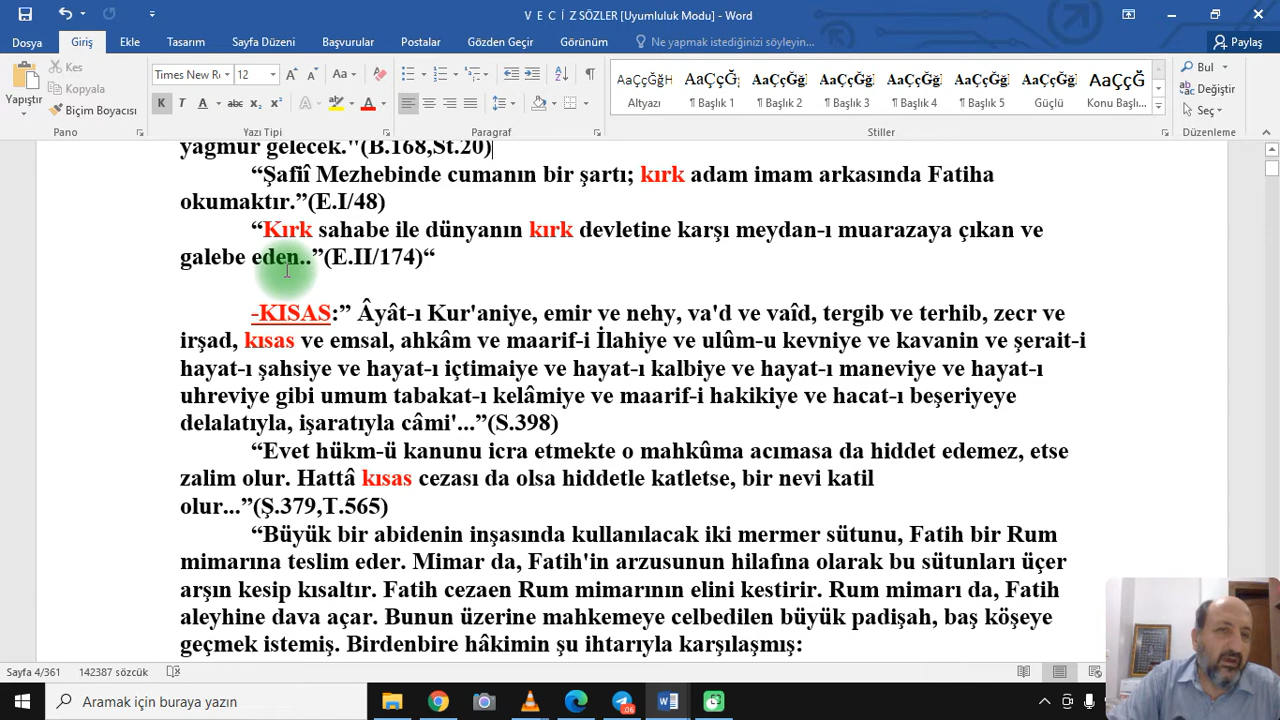 V E C İ Z SÖZLER [Uyumluluk Modu] - Word
Dosya Giriş Ekle Tasarım Sayfa Düzeni Başvurular Postalar Gözden Geçir Görünüm Ne yapmak istediğinizi söyleyin... Paylaş
Yapıştır
Kes
Kopyala
Biçim Boyacısı
Times New Ro 12
AaÇçĞğH AaÇçĞ AaÇçĞğ AaÇçĞğ AaÇçĞğ AaÇçĞğ AaÇçĞğ AaÇçĞ
Altyazı ¶ Başlık 1 ¶ Başlık 2 ¶ Başlık 3 ¶ Başlık 4 ¶ Başlık 5 Güçlü Konu Başlı...
Bul
Değiştir
Seç
Pano Yazı Tipi Paragraf Stiller Düzenleme
yağmur gelecek."(B.168,St.20)
“Şafiî Mezhebinde cumanın bir şartı; kırk adam imam arkasında Fatiha
okumaktır.”(E.I/48)
“Kırk sahabe ile dünyanın kırk devletine karşı meydan-ı muarazaya çıkan ve
galebe eden..”(E.II/174)“
-KISAS:” Âyât-ı Kur'aniye, emir ve nehy, va'd ve vaîd, tergib ve terhib, zecr ve
irşad, kısas ve emsal, ahkâm ve maarif-i İlahiye ve ulûm-u kevniye ve kavanin ve şerait-i
hayat-ı şahsiye ve hayat-ı içtimaiye ve hayat-ı kalbiye ve hayat-ı maneviye ve hayat-ı
uhreviye gibi umum tabakat-ı kelâmiye ve maarif-i hakikiye ve hacat-ı beşeriyeye
delalatıyla, işaratıyla câmi'...”(S.398)
“Evet hükm-ü kanunu icra etmekte o mahkûma acımasa da hiddet edemez, etse
zalim olur. Hattâ kısas cezası da olsa hiddetle katletse, bir nevi katil
olur...”(Ş.379,T.565)
“Büyük bir abidenin inşasında kullanılacak iki mermer sütunu, Fatih bir Rum
mimarına teslim eder. Mimar da, Fatih'in arzusunun hilafına olarak bu sütunları üçer
arşın kesip kısaltır. Fatih cezaen Rum mimarının elini kestirir. Rum mimarı da, Fatih
aleyhine dava açar. Bunun üzerine mahkemeye celbedilen büyük padişah, baş köşeye
geçmek istemiş. Birdenbire hâkimin şu ihtarıyla karşılaşmış:
Sayfa 4/361 142387 sözcük
Aramak için buraya yazın